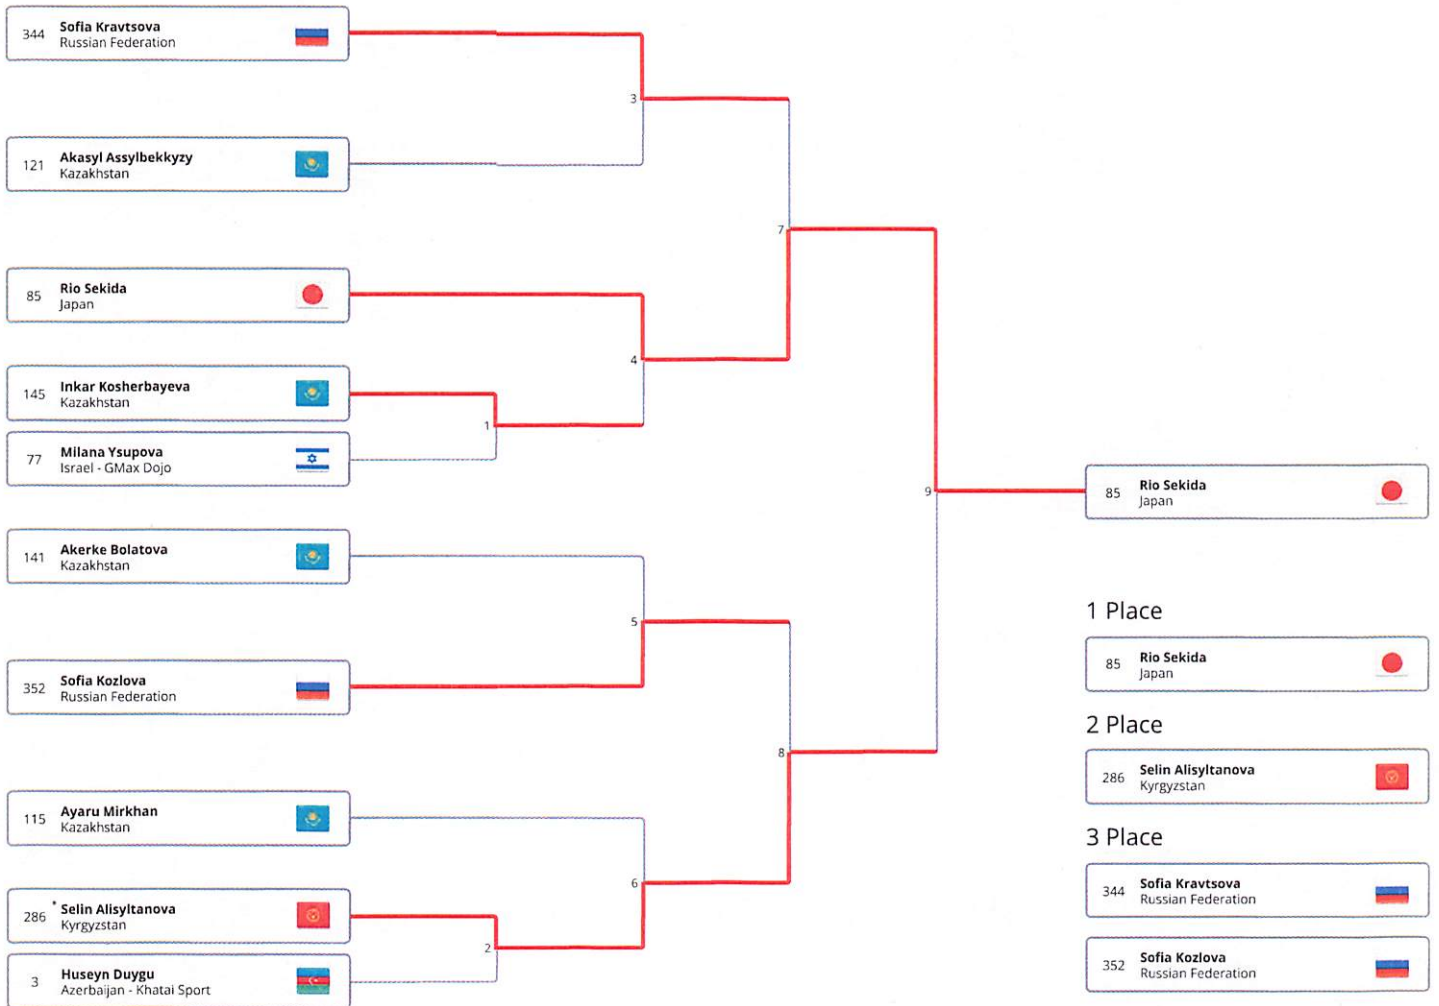 344 Sofia Kravtsova
Russian Federation
3
121 Akasyl Assylbekkyzy
Kazakhstan
7
85 Rio Sekida
Japan
4
145 Inkar Kosherbayeva
Kazakhstan
1
77 Milana Ysupova
Israel - GMax Dojo
9
85 Rio Sekida
Japan
141 Akerke Bolatova
Kazakhstan
5
352 Sofia Kozlova
Russian Federation
8
115 Ayaru Mirkhan
Kazakhstan
6
286 * Selin Alisyltanova
Kyrgyzstan
2
3 Huseyn Duygu
Azerbaijan - Khatai Sport
1 Place
85 Rio Sekida
Japan
2 Place
286 Selin Alisyltanova
Kyrgyzstan
3 Place
344 Sofia Kravtsova
Russian Federation
352 Sofia Kozlova
Russian Federation